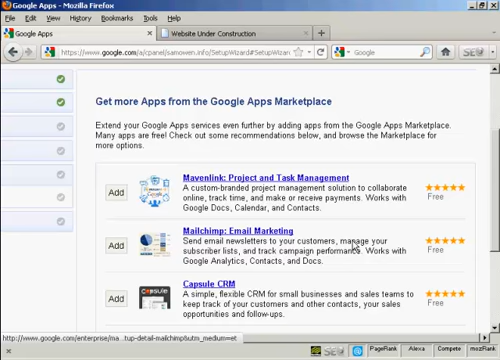 Google Apps - Mozilla Firefox
File Edit View History Bookmarks Tools Help
Google Apps
Website Under Construction
https://www.google.com/a/cpanel/samowen.info/SetupWizard#SetupWizar
Google
Get more Apps from the Google Apps Marketplace
Extend your Google Apps services even further by adding apps from the Google Apps Marketplace.
Many apps are free! Check out some recommendations below, and browse the Marketplace for
more options.
Add
Mavenlink: Project and Task Management
A custom-branded project management solution to collaborate
online, track time, and make or receive payments. Works with
Google Docs, Calendar, and Contacts.
Free
Add
Mailchimp: Email Marketing
Send email newsletters to your customers, manage your
subscriber lists, and track campaign performance. Works with
Google Analytics, Contacts, and Docs.
Free
Add
Capsule CRM
A simple, flexible CRM for small businesses and sales teams to
keep track of your customers and other contacts, your sales
opportunities and follow-ups.
Free
http://www.google.com/enterprise/ma...tup-detail-mailchimp&utm_medium=et
PageRank
Alexa
Compete
mozRank